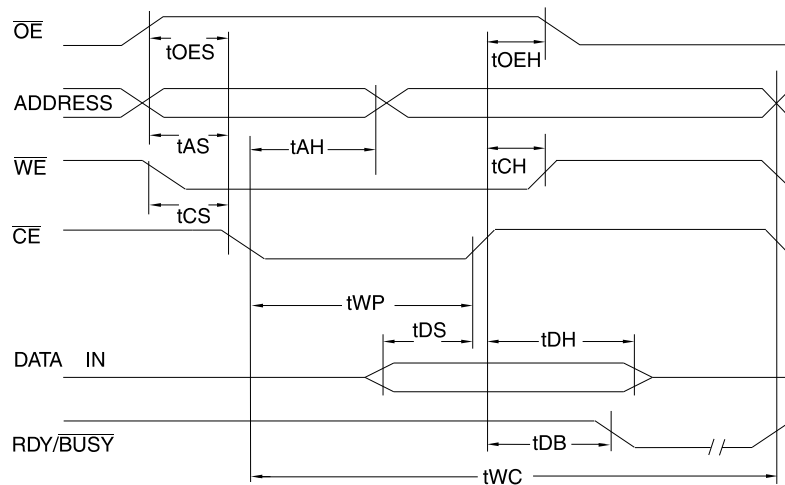 OE
tOES
tOEH
ADDRESS
tAS
tAH
WE
tCH
tCS
CE
tWP
tDS
tDH
DATA IN
RDY/BUSY
tDB
tWC